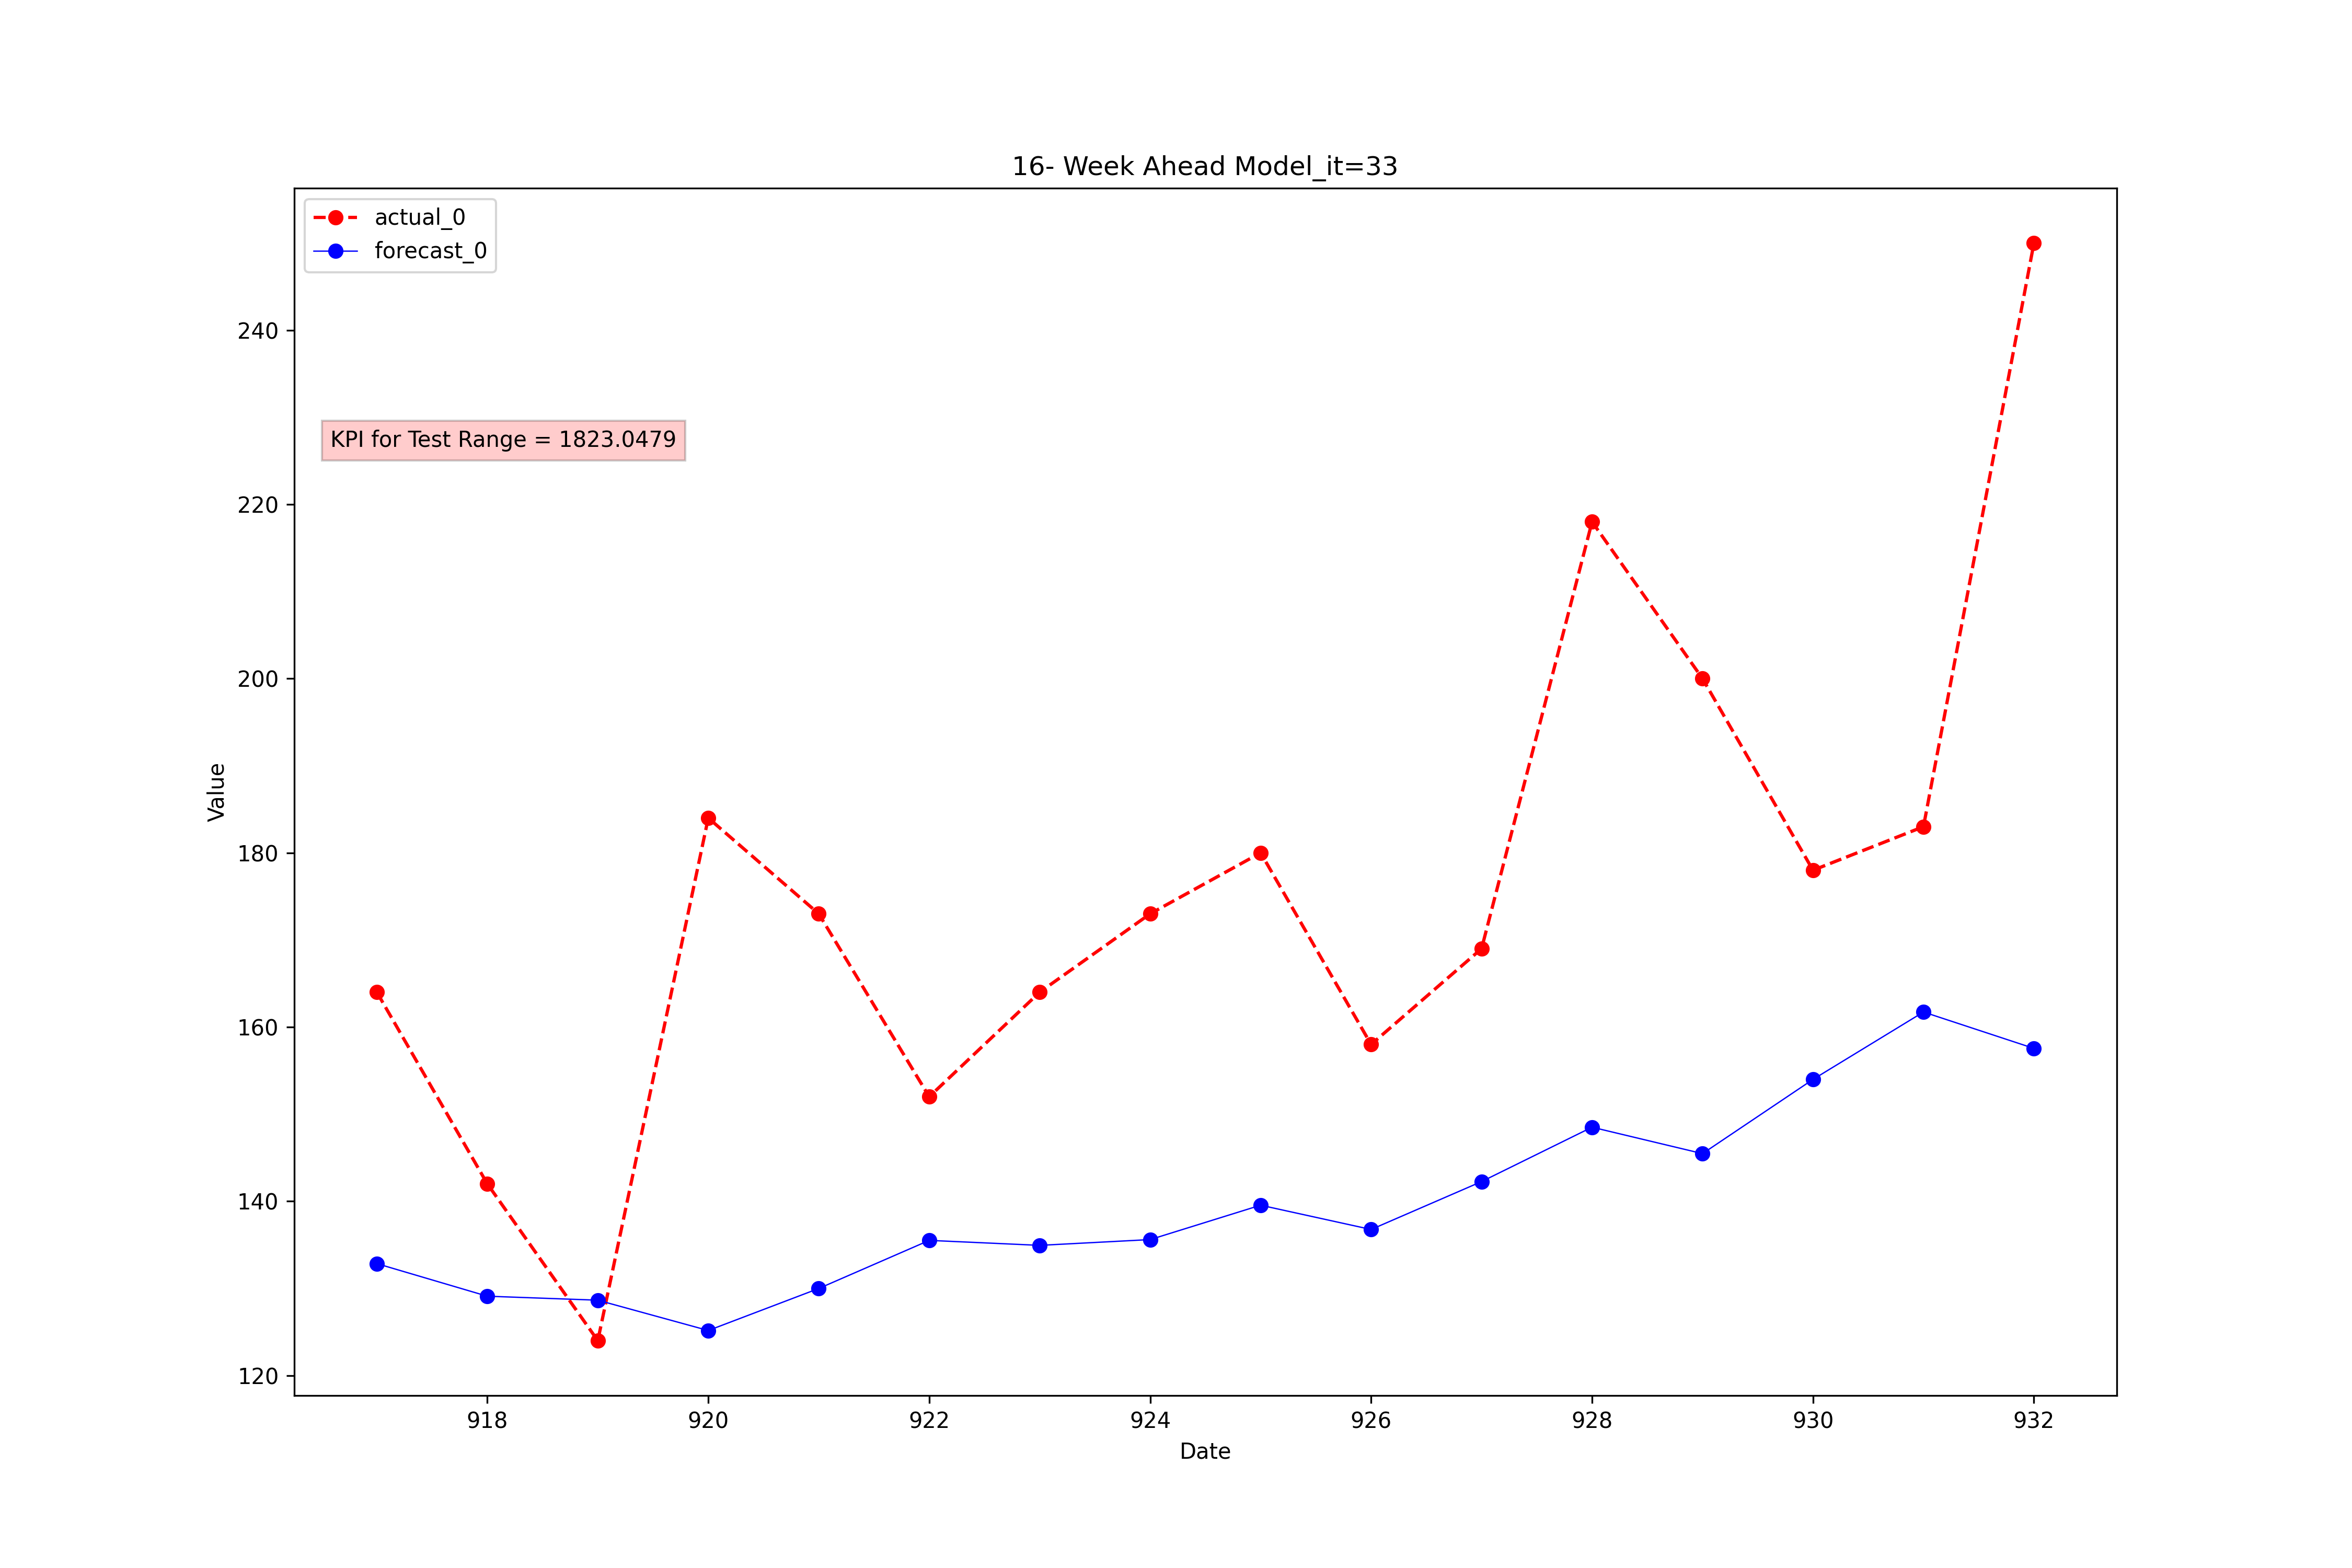 16- Week Ahead Model_it=33
actual_0
forecast_0
KPI for Test Range = 1823.0479
240
220
200
180
160
140
120
Value
918 920 922 924 926 928 930 932
Date